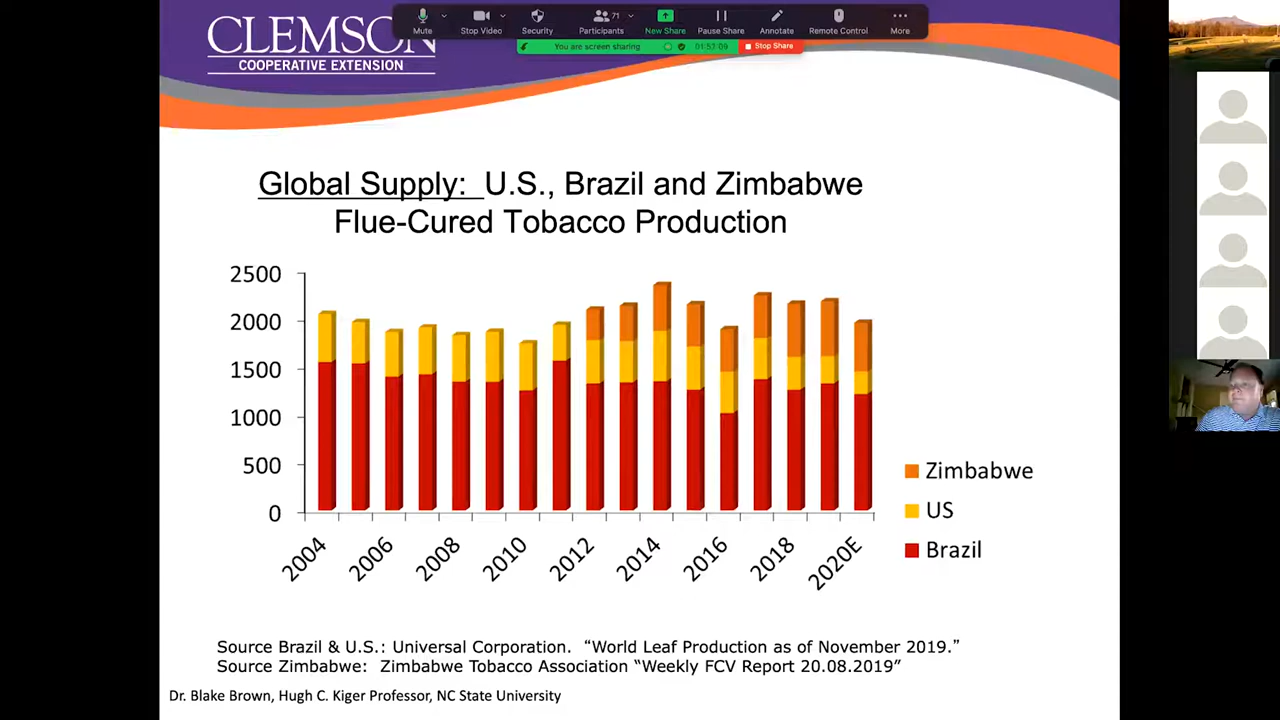 CLEMSON
COOPERATIVE EXTENSION
Mute
Stop Video
Security
71
Participants
New Share
Pause Share
Annotate
Remote Control
More
You are screen sharing
01:57:09
Stop Share
Global Supply: U.S., Brazil and Zimbabwe
Flue-Cured Tobacco Production
2500
2000
1500
1000
500
0
2004
2006
2008
2010
2012
2014
2016
2018
2020E
Zimbabwe
US
Brazil
Source Brazil & U.S.: Universal Corporation. “World Leaf Production as of November 2019.”
Source Zimbabwe: Zimbabwe Tobacco Association “Weekly FCV Report 20.08.2019”
Dr. Blake Brown, Hugh C. Kiger Professor, NC State University